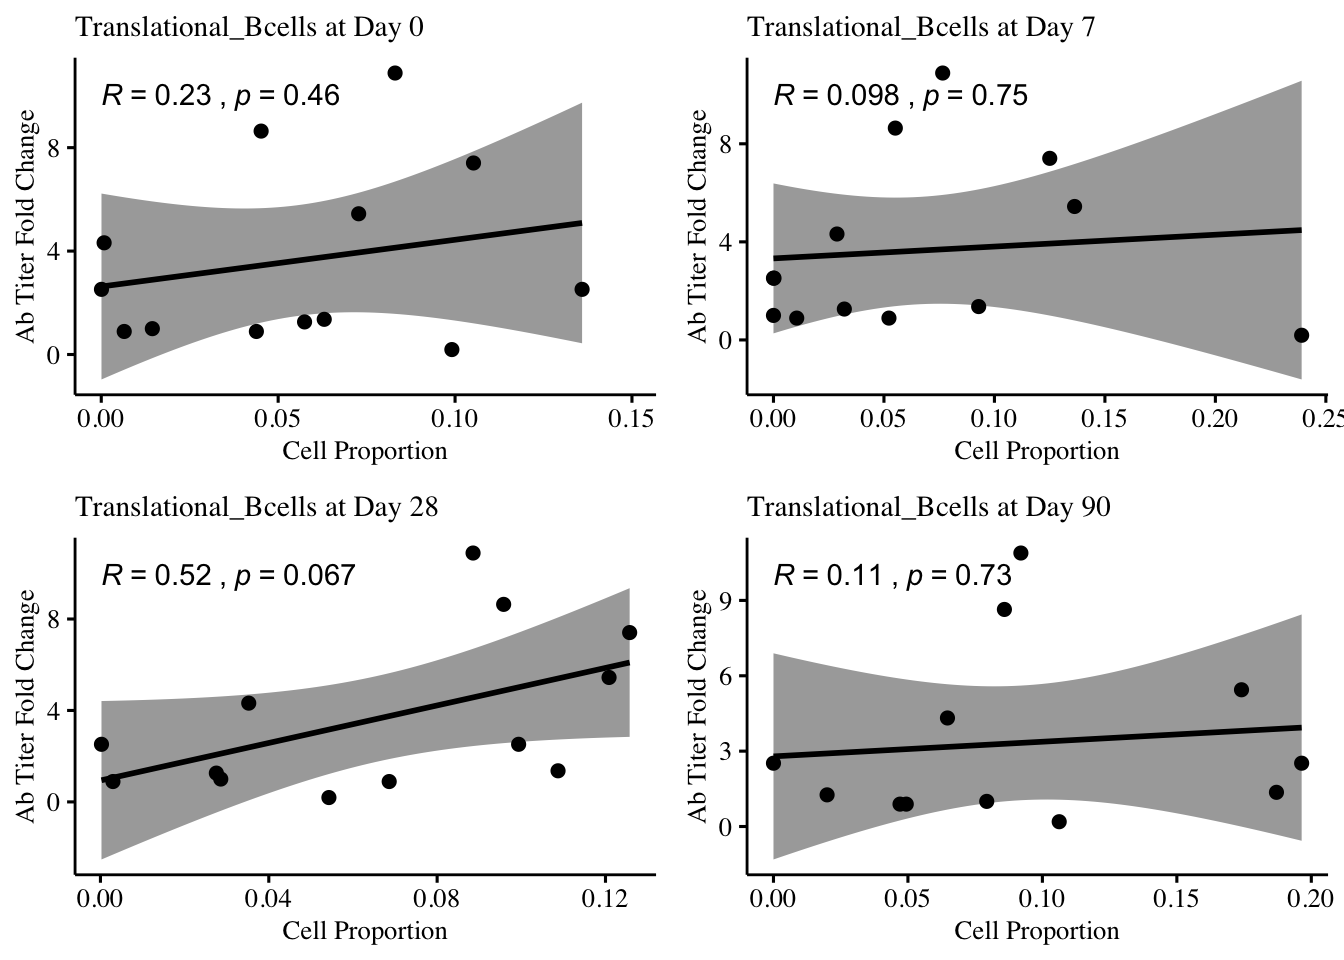 Translational_Bcells at Day 0
R = 0.23 , p = 0.46
Ab Titer Fold Change
8
4
0
0.00 0.05 0.10 0.15
Cell Proportion
Translational_Bcells at Day 7
R = 0.098 , p = 0.75
Ab Titer Fold Change
8
4
0
0.00 0.05 0.10 0.15 0.20 0.25
Cell Proportion
Translational_Bcells at Day 28
R = 0.52 , p = 0.067
Ab Titer Fold Change
8
4
0
0.00 0.04 0.08 0.12
Cell Proportion
Translational_Bcells at Day 90
R = 0.11 , p = 0.73
Ab Titer Fold Change
9
6
3
0
0.00 0.05 0.10 0.15 0.20
Cell Proportion